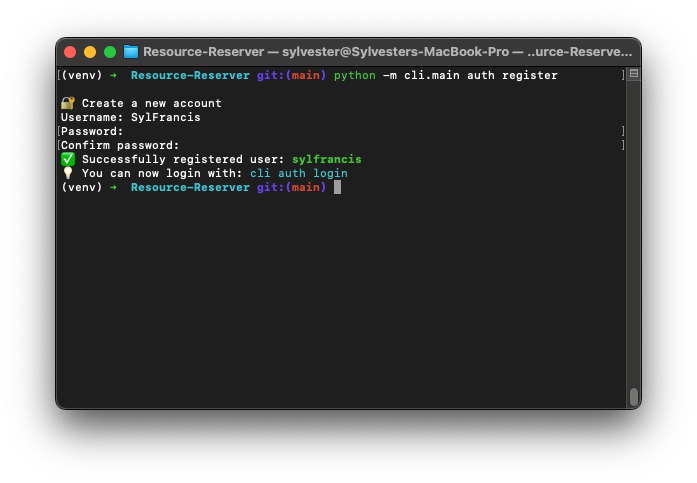 Resource-Reserver — sylvester@Sylvesters-MacBook-Pro — ..urce-Reserve...
[(venv) ➜  Resource-Reserver git:(main) python -m cli.main auth register ]
🔐 Create a new account
Username: SylFrancis
[Password: ]
[Confirm password: ]
✅ Successfully registered user: sylfrancis
💡 You can now login with: cli auth login
(venv) ➜  Resource-Reserver git:(main)